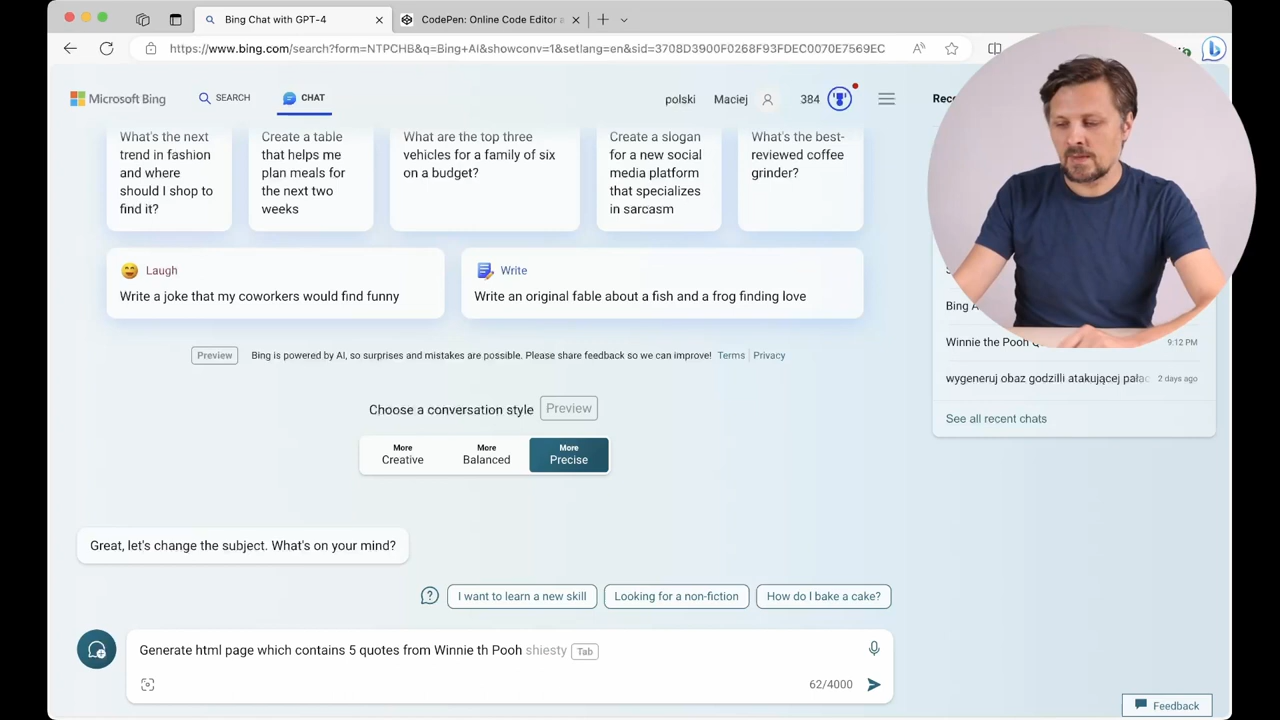 Bing Chat with GPT-4
CodePen: Online Code Editor a
https://www.bing.com/search?form=NTPCHB&q=Bing+AI&showconv=1&setlang=en&sid=3708D3900F0268F93FDEC0070E7569EC
Microsoft Bing
SEARCH
CHAT
polski
Maciej
384
Rec
What's the next
trend in fashion
and where
should I shop to
find it?
Create a table
that helps me
plan meals for
the next two
weeks
What are the top three
vehicles for a family of six
on a budget?
Create a slogan
for a new social
media platform
that specializes
in sarcasm
What's the best-
reviewed coffee
grinder?
Laugh
Write a joke that my coworkers would find funny
Write
Write an original fable about a fish and a frog finding love
Bing A
Winnie the Pooh Q 9:12 PM
wygeneruj obraz godzilli atakującej pałac 2 days ago
See all recent chats
Preview Bing is powered by AI, so surprises and mistakes are possible. Please share feedback so we can improve! Terms Privacy
Choose a conversation style Preview
More
Creative
More
Balanced
More
Precise
Great, let's change the subject. What's on your mind?
I want to learn a new skill
Looking for a non-fiction
How do I bake a cake?
Generate html page which contains 5 quotes from Winnie th Pooh shiesty Tab
62/4000
Feedback